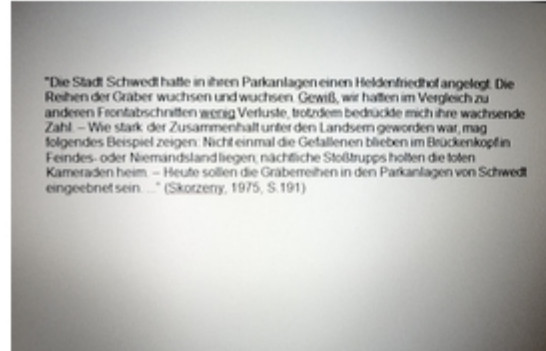 "Die Stadt Schwedt hatte in ihren Parkanlagen einen Heldenfriedhof angelegt. Die
Reihen der Gräber wuchsen und wuchsen. Gewiß, wir hatten im Vergleich zu
anderen Frontabschnitten wenig Verluste, trotzdem bedrückte mich ihre wachsende
Zahl. – Wie stark der Zusammenhalt unter den Landsern geworden war, mag
folgendes Beispiel zeigen: Nicht einmal die Gefallenen blieben im Brückenkopf in
Feindes- oder Niemandsland liegen; nächtliche Stoßtrupps holten die toten
Kameraden heim. – Heute sollen die Gräberreihen in den Parkanlagen von Schwedt
eingeebnet sein. ..." (Skorzeny, 1975, S.191)